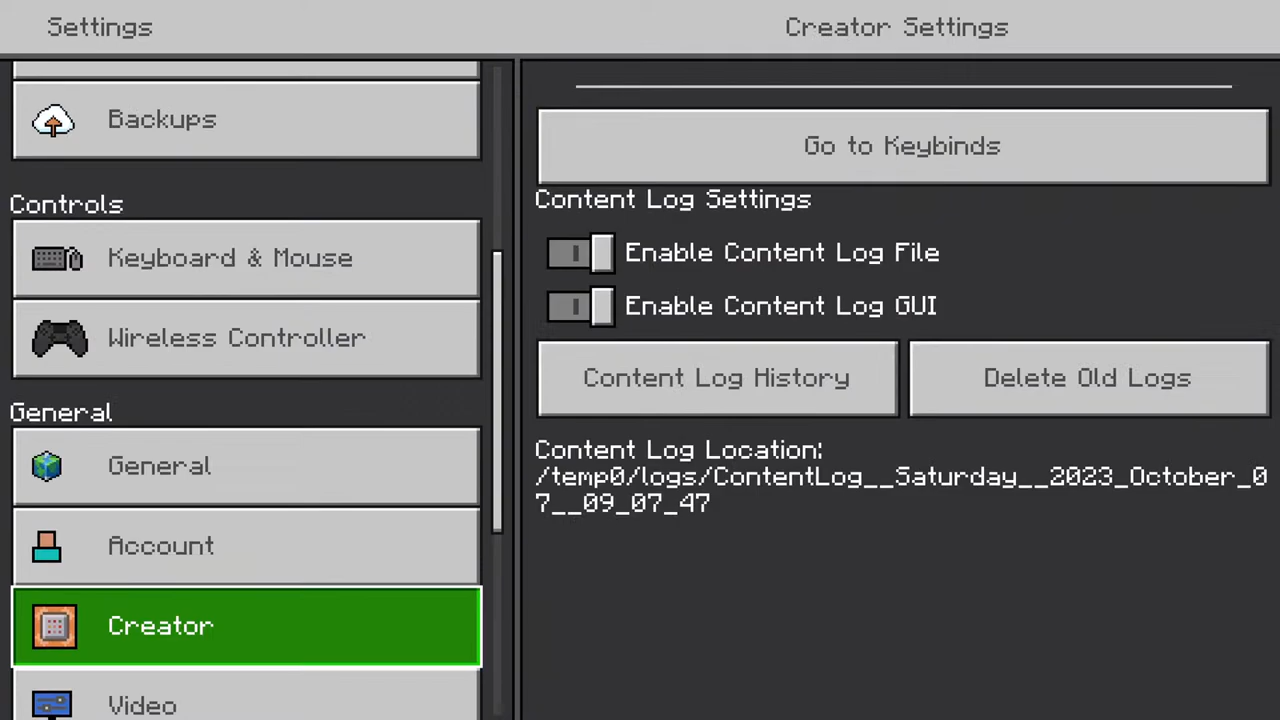 Settings
Creator Settings
Backups
Controls
Keyboard & Mouse
Wireless Controller
General
General
Account
Creator
Video
Go to Keybinds
Content Log Settings
Enable Content Log File
Enable Content Log GUI
Content Log History
Delete Old Logs
Content Log Location:
/temp0/logs/ContentLog__Saturday__2023_October_0
7__09_07_47